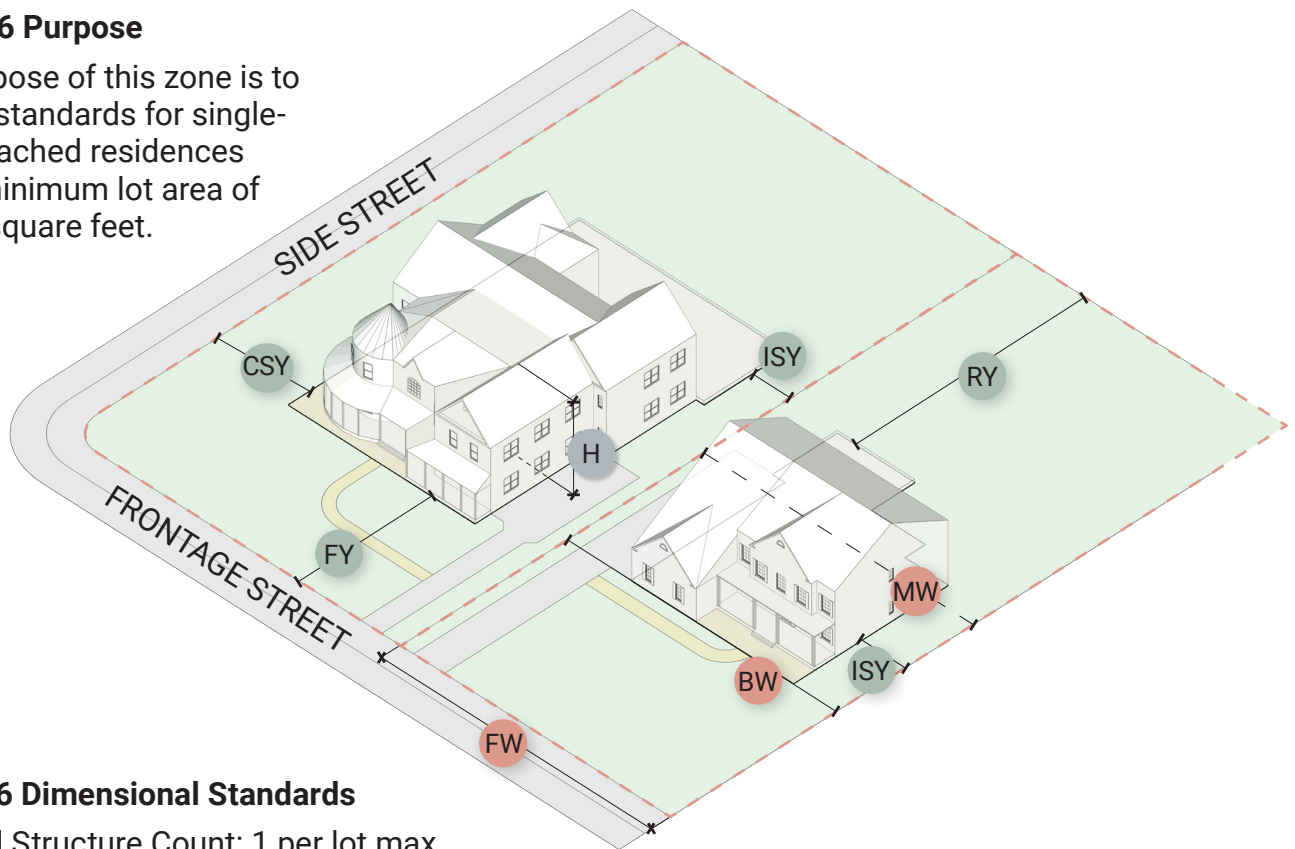 6 Purpose
pose of this zone is to
standards for single-
ached residences
inimum lot area of
square feet.
SIDE STREET
CSY
ISY
RY
H
FY
FRONTAGE STREET
MW
ISY
BW
FW
6 Dimensional Standards
Structure Count: 1 per lot max